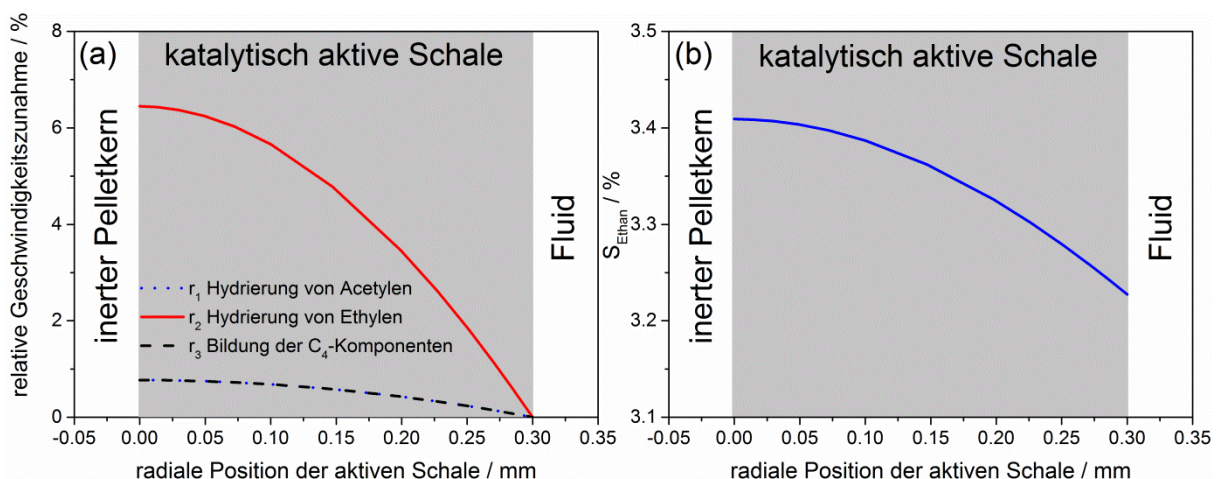 (a)
katalytisch aktive Schale
relative Geschwindigkeitszunahme / %
8
6
4
2
0
inerter Pelletkern
Fluid
r1 Hydrierung von Acetylen
r2 Hydrierung von Ethylen
r3 Bildung der C4-Komponenten
-0.05 0.00 0.05 0.10 0.15 0.20 0.25 0.30 0.35
radiale Position der aktiven Schale / mm
(b)
katalytisch aktive Schale
SEthan / %
3.5
3.4
3.3
3.2
3.1
inerter Pelletkern
Fluid
-0.05 0.00 0.05 0.10 0.15 0.20 0.25 0.30 0.35
radiale Position der aktiven Schale / mm